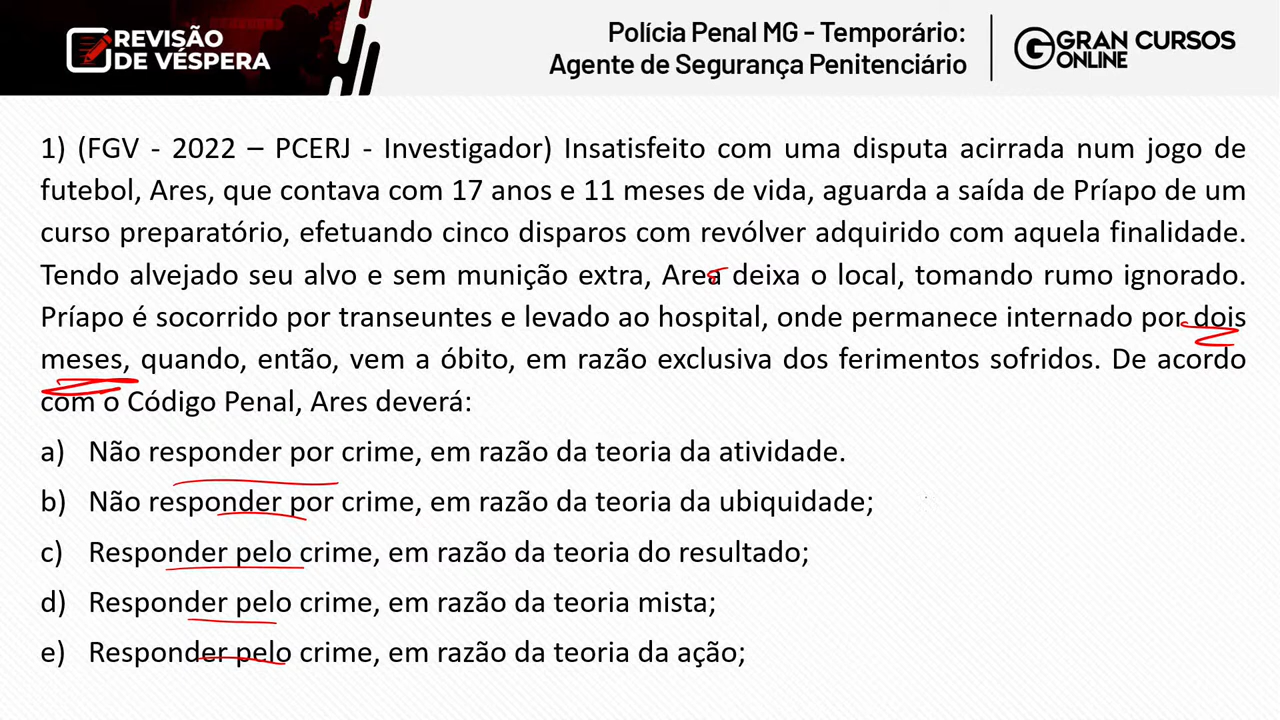 REVISÃO
DE VÉSPERA
Polícia Penal MG - Temporário:
Agente de Segurança Penitenciário
GRAN CURSOS
ONLINE
1) (FGV - 2022 – PCERJ - Investigador) Insatisfeito com uma disputa acirrada num jogo de
futebol, Ares, que contava com 17 anos e 11 meses de vida, aguarda a saída de Príapo de um
curso preparatório, efetuando cinco disparos com revólver adquirido com aquela finalidade.
Tendo alvejado seu alvo e sem munição extra, Ares deixa o local, tomando rumo ignorado.
Príapo é socorrido por transeuntes e levado ao hospital, onde permanece internado por dois
meses, quando, então, vem a óbito, em razão exclusiva dos ferimentos sofridos. De acordo
com o Código Penal, Ares deverá:
a) Não responder por crime, em razão da teoria da atividade.
b) Não responder por crime, em razão da teoria da ubiquidade;
c) Responder pelo crime, em razão da teoria do resultado;
d) Responder pelo crime, em razão da teoria mista;
e) Responder pelo crime, em razão da teoria da ação;